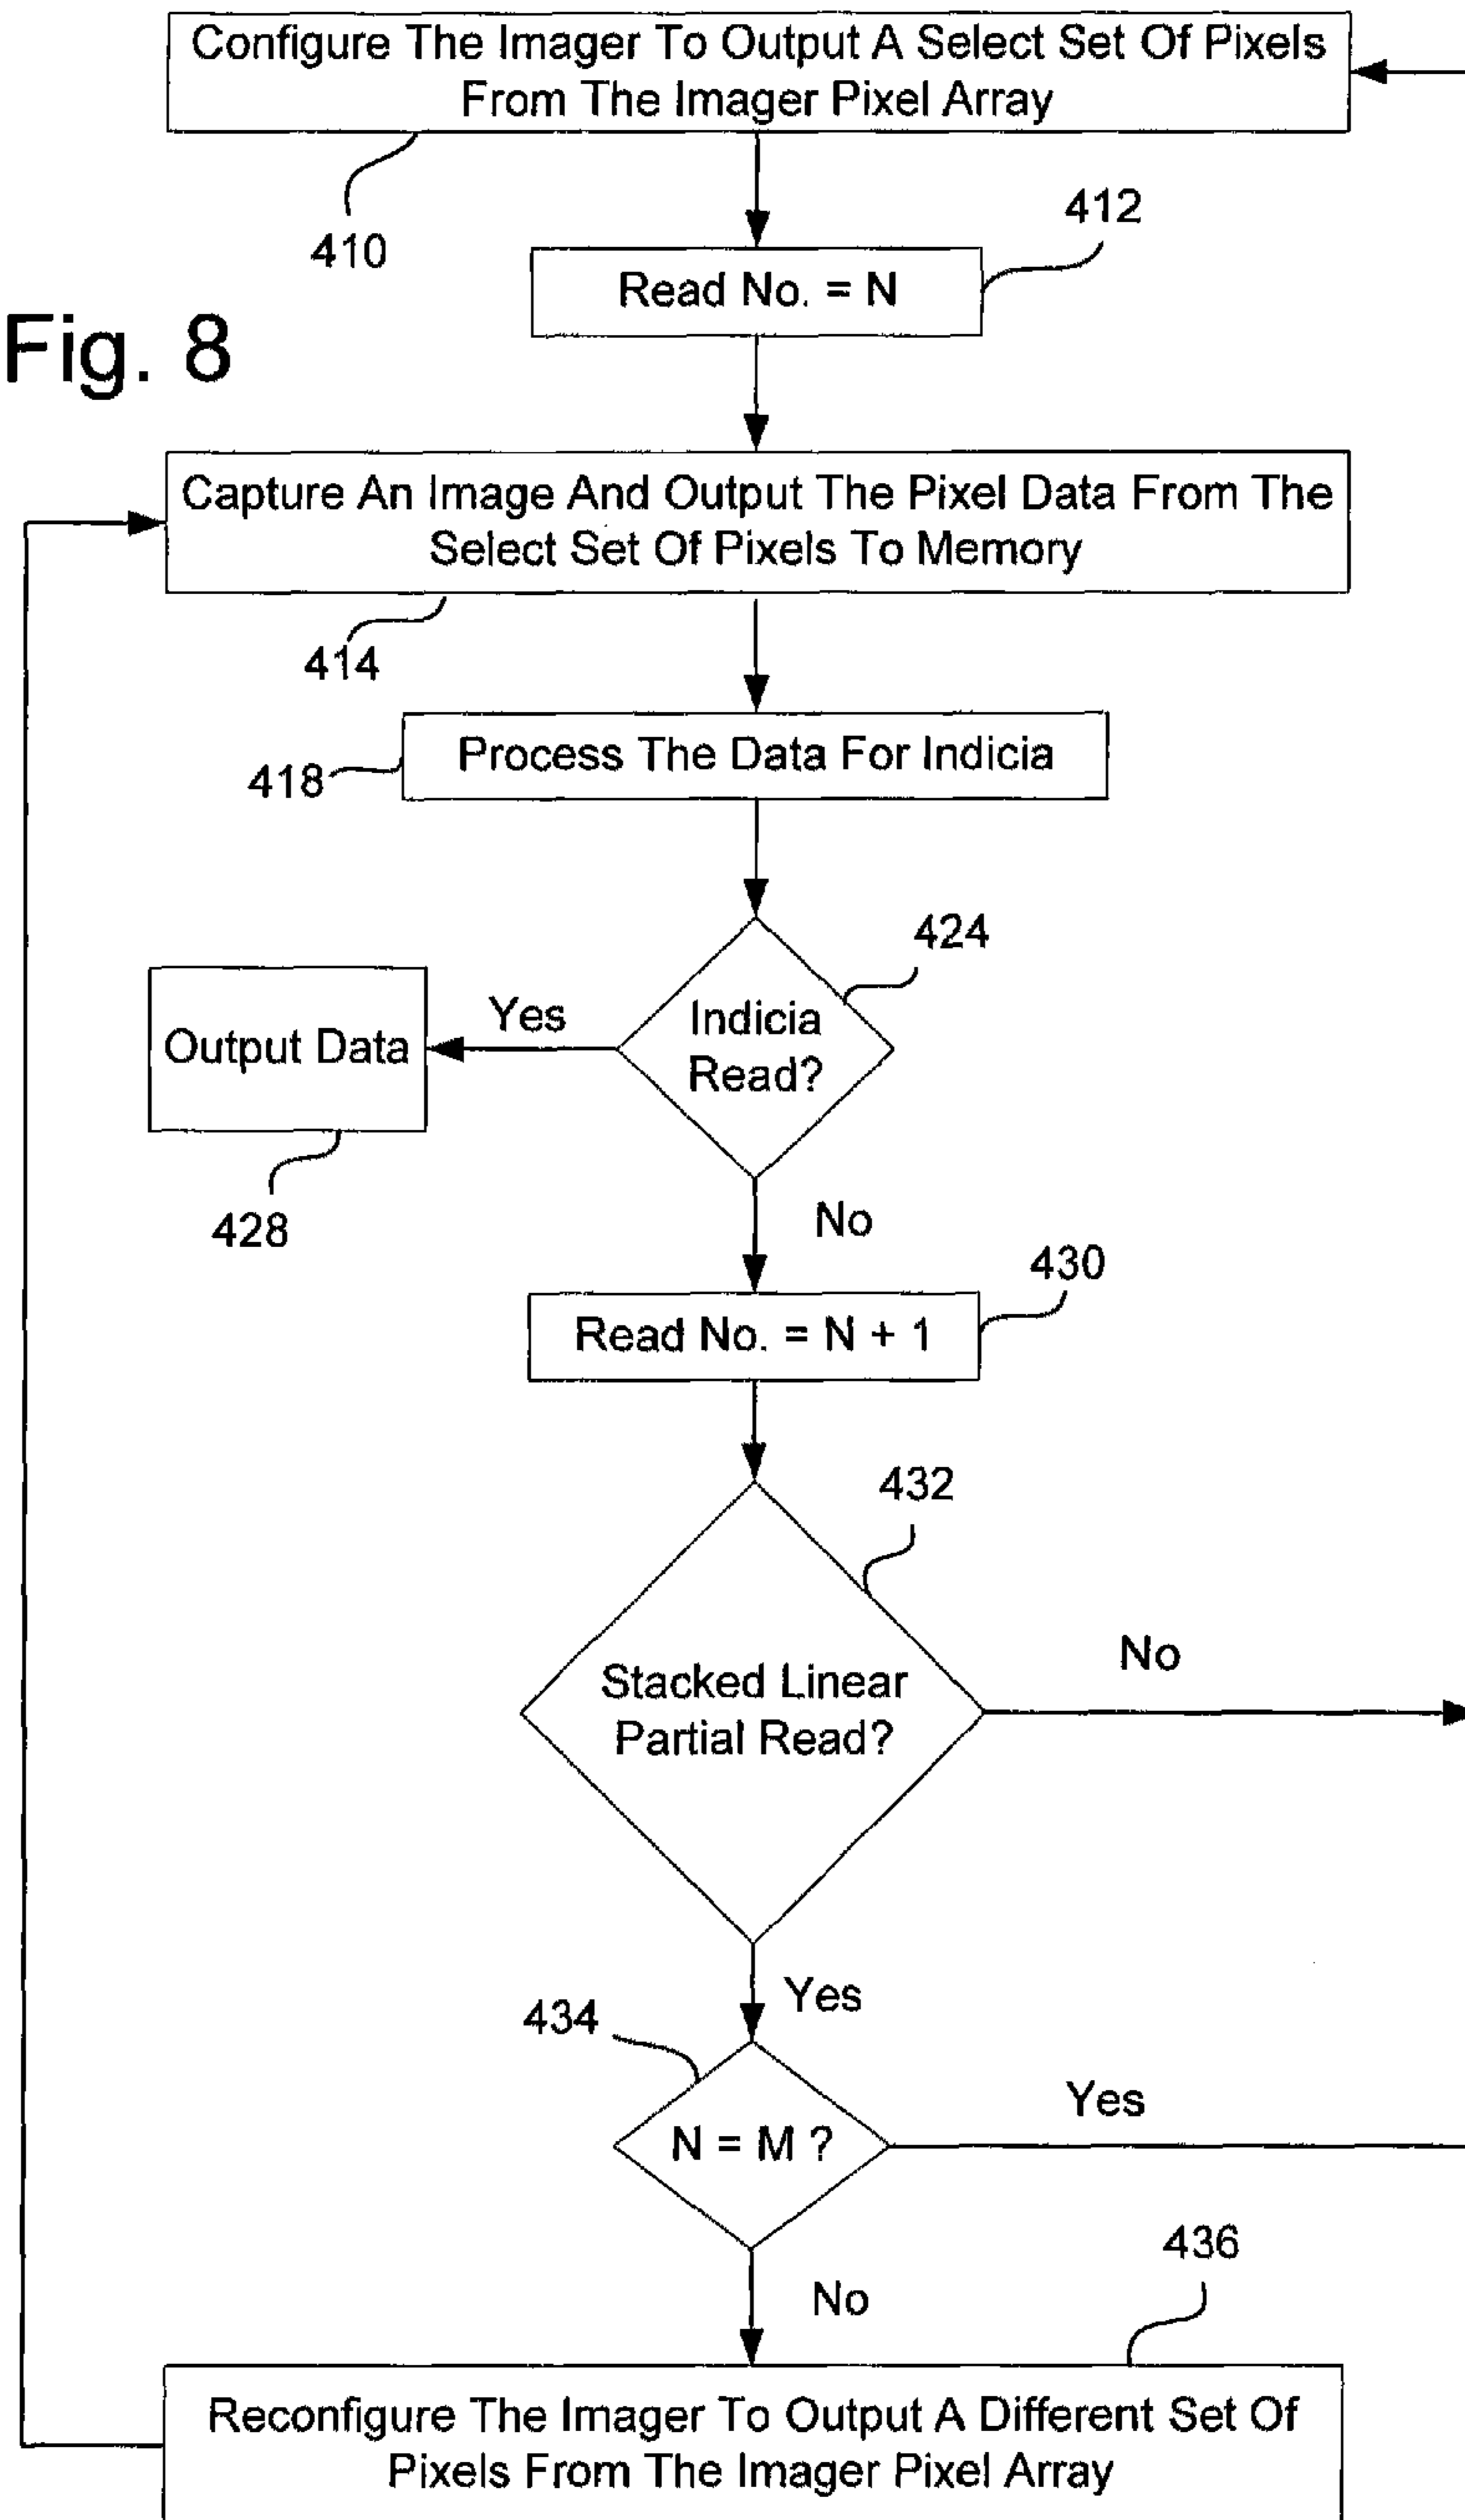 Configure The Imager To Output A Select Set Of Pixels
From The Imager Pixel Array
410
412
Read No. = N
Fig. 8
Capture An Image And Output The Pixel Data From The
Select Set Of Pixels To Memory
414
418
Process The Data For Indicia
424
Indicia
Read?
Yes
Output Data
428
No
430
Read No. = N + 1
432
Stacked Linear
Partial Read?
No
Yes
434
N = M ?
Yes
436
No
Reconfigure The Imager To Output A Different Set Of
Pixels From The Imager Pixel Array